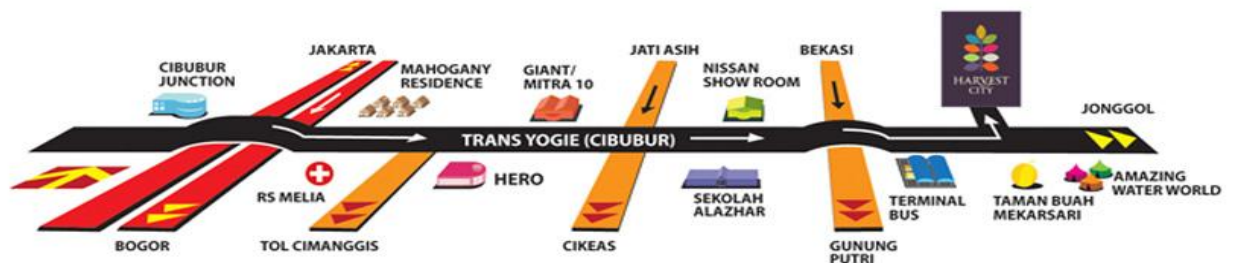 JAKARTA
JATI ASIH
BEKASI
CIBUBUR
JUNCTION
MAHOGANY
RESIDENCE
GIANT/
MITRA 10
NISSAN
SHOW ROOM
HARVEST
CITY
JONGGOL
TRANS YOGIE (CIBUBUR)
RS MELIA
HERO
SEKOLAH
ALAZHAR
TERMINAL
BUS
TAMAN BUAH
MEKARSARI
AMAZING
WATER WORLD
BOGOR
TOL CIMANGGIS
CIKEAS
GUNUNG
PUTRI